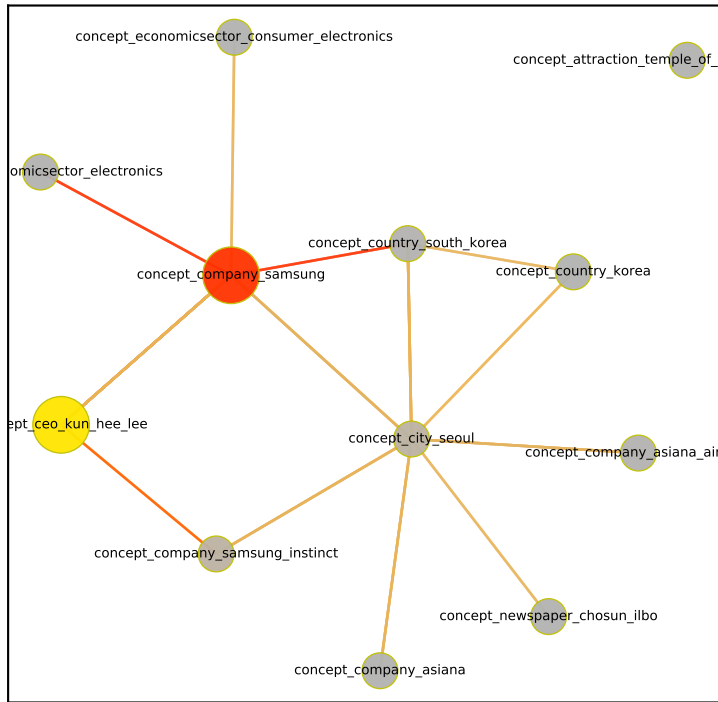 concept_economicsector_consumer_electronics
concept_attraction_temple_of_
omicsector_electronics
concept_country_south_korea
concept_country_korea
concept_company_samsung
ept_ceo_kun_hee_lee
concept_city_seoul
concept_company_asiana_air
concept_company_samsung_instinct
concept_newspaper_chosun_ilbo
concept_company_asiana